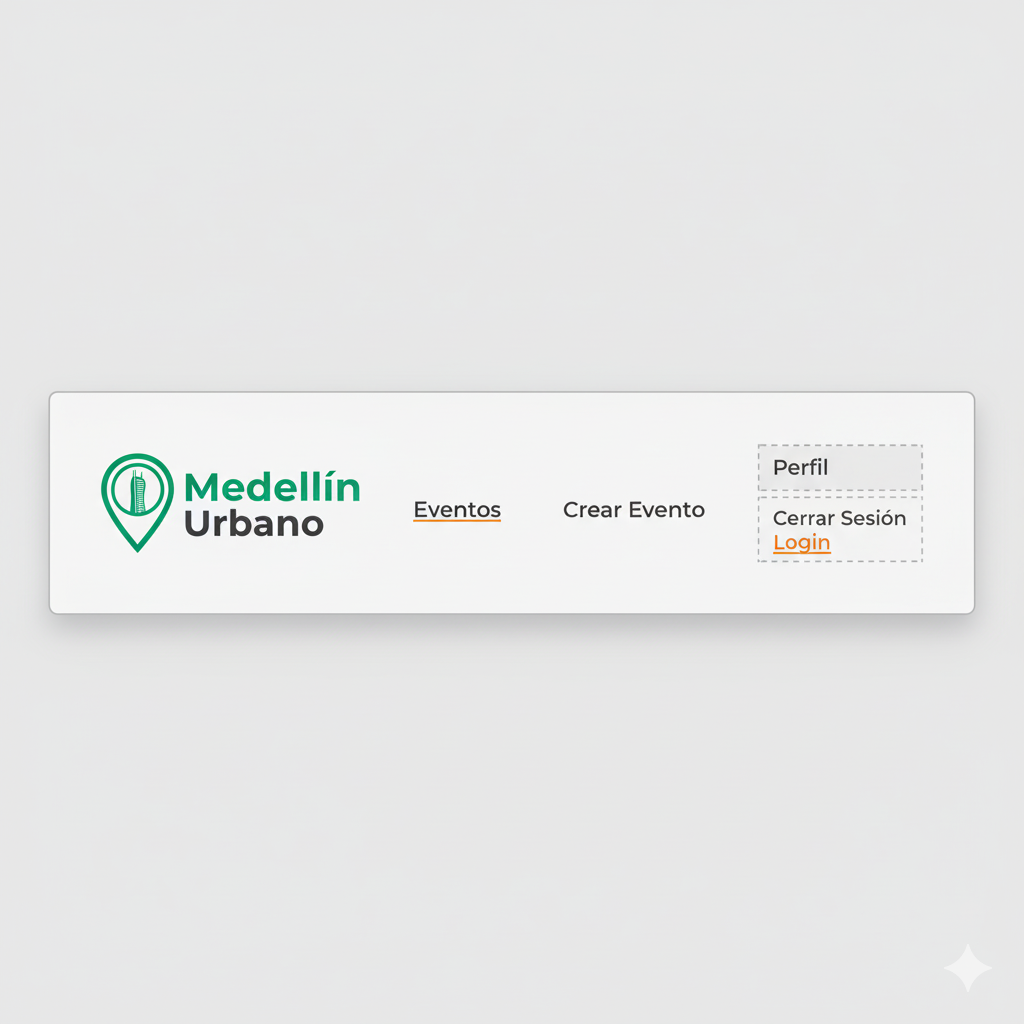 Medellín
Urbano
Eventos
Crear Evento
Perfil
Cerrar Sesión
Login